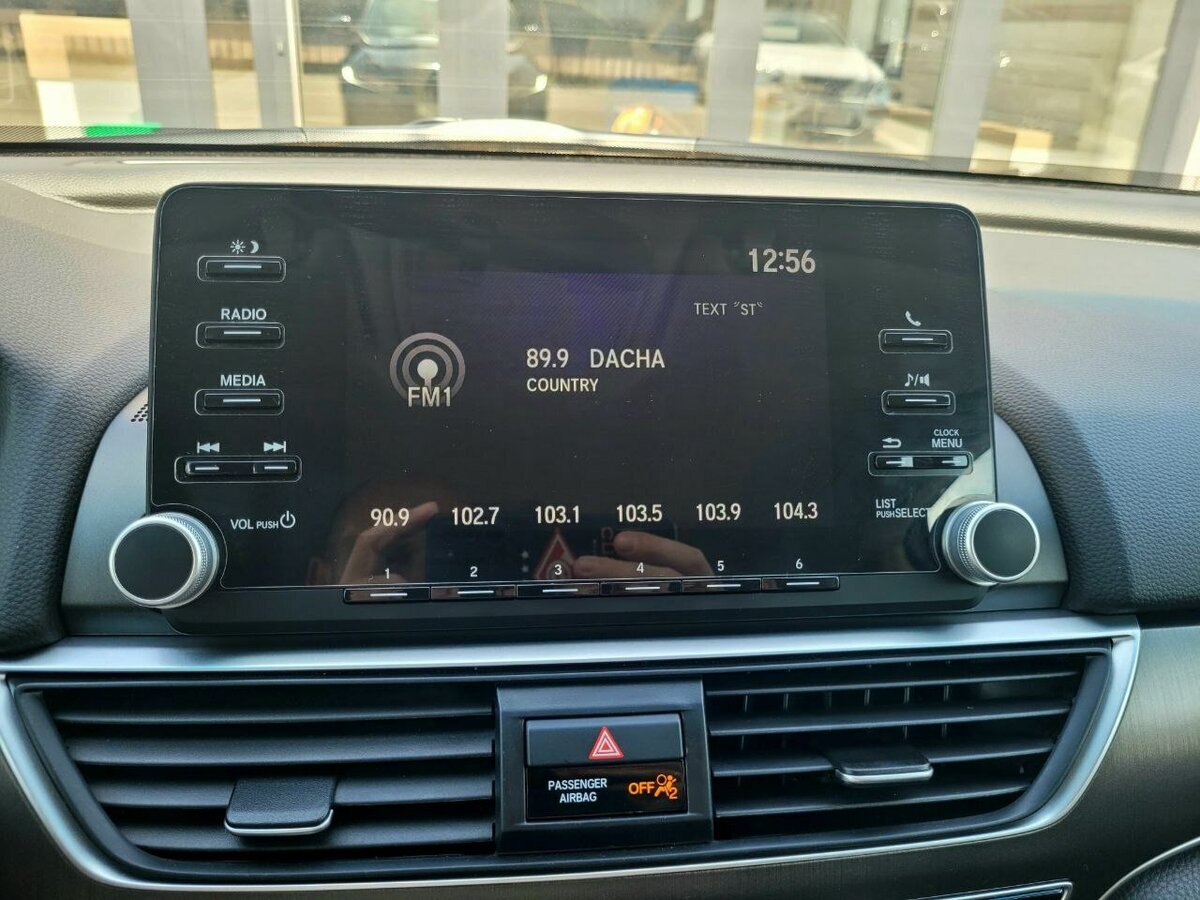 12:56
RADIO
TEXT "ST"
89.9 DACHA
COUNTRY
FM1
MEDIA
CLOCK
MENU
VOL PUSH
90.9 102.7 103.1 103.5 103.9 104.3
LIST
PUSH SELECT
1 2 3 4 5 6
PASSENGER
AIRBAG
OFF
2